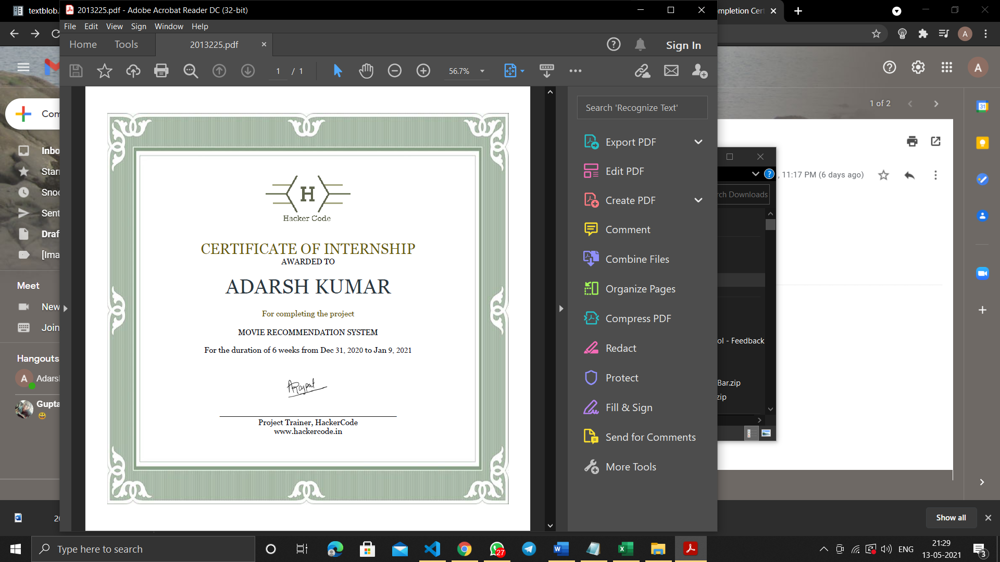 textblob.
2013225.pdf - Adobe Acrobat Reader DC (32-bit)
File Edit View Sign Window Help
Home Tools 2013225.pdf
Sign In
1 / 1
56.7%
H
Hacker Code
CERTIFICATE OF INTERNSHIP
AWARDED TO
ADARSH KUMAR
For completing the project
MOVIE RECOMMENDATION SYSTEM
For the duration of 6 weeks from Dec 31, 2020 to Jan 9, 2021
ARajput
Project Trainer, HackerCode
www.hackercode.in
Search 'Recognize Text'
Export PDF
Edit PDF
Create PDF
Comment
Combine Files
Organize Pages
Compress PDF
Redact
Protect
Fill & Sign
Send for Comments
More Tools
Com
Inbo
Starr
Snoo
Sent
Draf
[Ima
Meet
New
Join
Hangouts
A Adarsh
Gupta
mpletion Cert
A
A
1 of 2
31
, 11:17 PM (6 days ago)
rch Downloads
ol - Feedback
Bar.zip
zip
20
Show all
Type here to search
27
ENG
21:29
13-05-2021
3